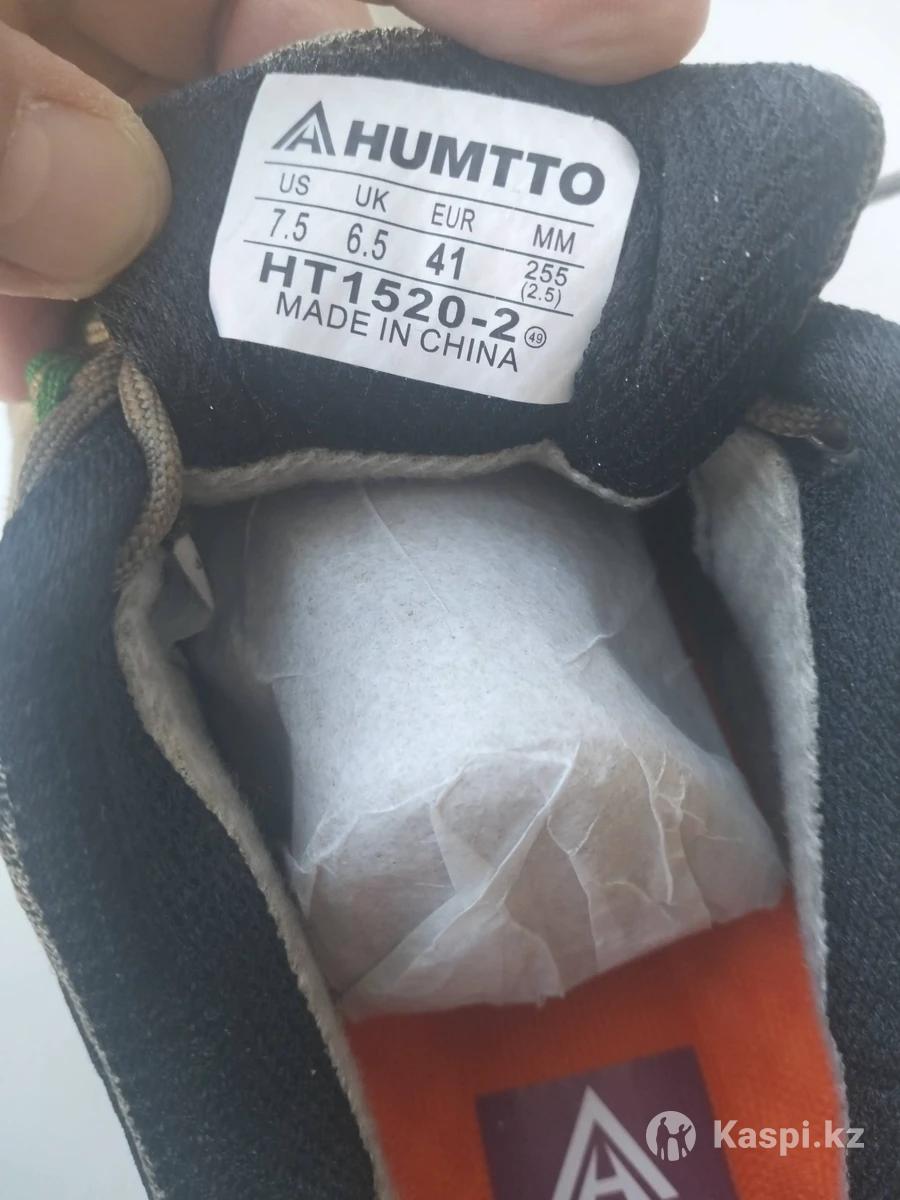 HUMTTO
US UK EUR MM
7.5 6.5 41 255
(2.5)
HT1520-2 49
MADE IN CHINA
Kaspi.kz